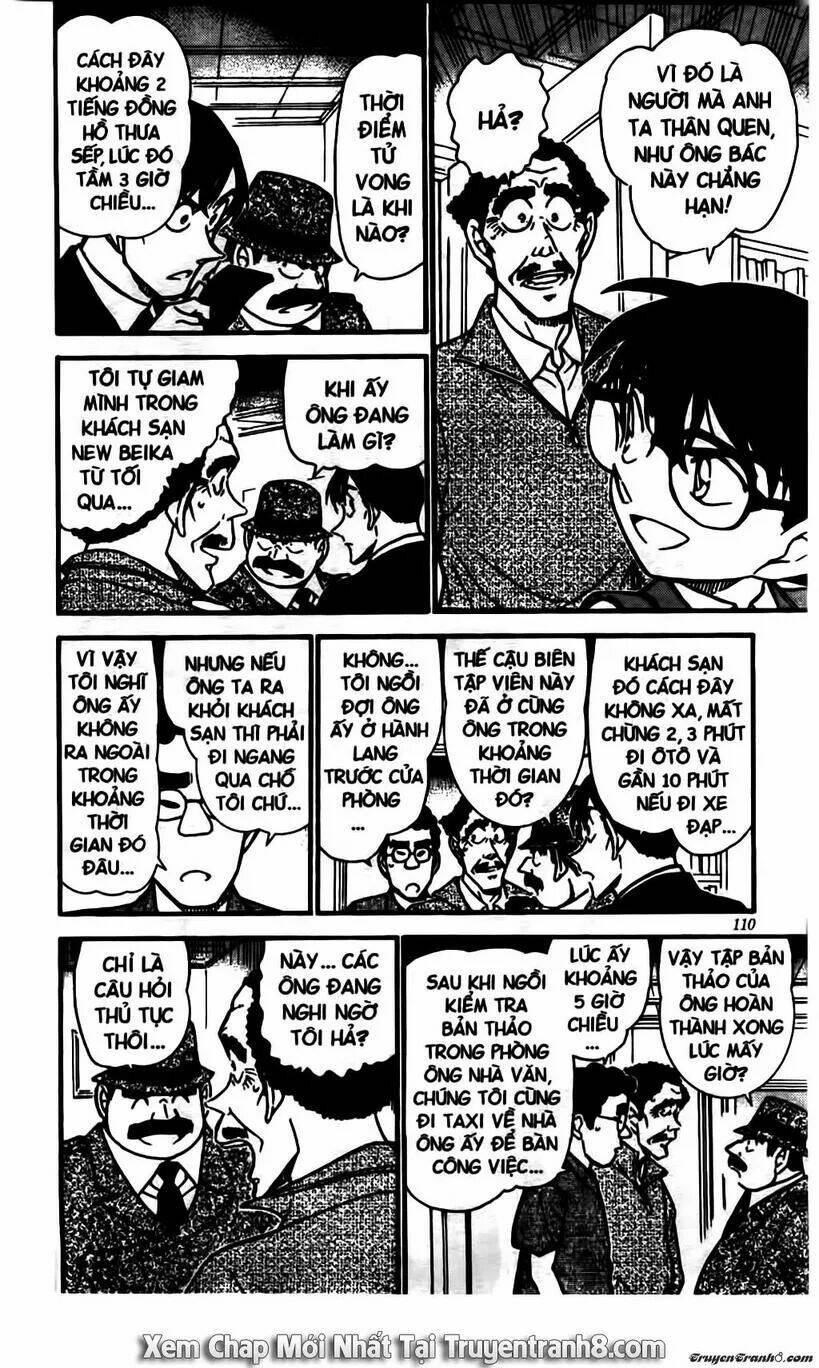 VÌ ĐÓ LÀ
NGƯỜI MÀ ANH
TA THÂN QUEN,
NHƯ ÔNG BÁC
NÀY CHẲNG
HẠN!
HẢ?
THỜI
ĐIỂM
TỬ
VONG
LÀ KHI
NÀO?
CÁCH ĐÂY
KHOẢNG 2
TIẾNG ĐỒNG
HỒ THƯA
SẾP, LÚC ĐÓ
TẦM 3 GIỜ
CHIỀU...
KHI ẤY
ÔNG ĐANG
LÀM GÌ?
TÔI TỰ GIAM
MÌNH TRONG
KHÁCH SẠN
NEW BEIKA
TỪ TỐI
QUA...
KHÁCH SẠN
ĐÓ CÁCH ĐÂY
KHÔNG XA, MẤT
CHỪNG 2, 3 PHÚT
ĐI ÔTÔ VÀ
GẦN 10 PHÚT
NẾU ĐI XE
ĐẠP...
THẾ CẬU BIÊN
TẬP VIÊN NÀY
ĐÃ Ở CÙNG
ÔNG TRONG
KHOẢNG
THỜI GIAN
ĐÓ?
KHÔNG...
TÔI NGỒI
ĐỢI ÔNG
ẤY Ở HÀNH
LANG
TRƯỚC CỬA
PHÒNG
...
NHƯNG NẾU
ÔNG TA RA
KHỎI KHÁCH
SẠN THÌ PHẢI
ĐI NGANG
QUA CHỖ
TÔI CHỨ...
VÌ VẬY
TÔI NGHĨ
ÔNG ẤY
KHÔNG
RA NGOÀI
TRONG
KHOẢNG
THỜI
GIAN ĐÓ
ĐÂU...
110
VẬY TẬP BẢN
THẢO CỦA
ÔNG HOÀN
THÀNH XONG
LÚC MẤY
GIỜ?
LÚC ẤY
KHOẢNG
5 GIỜ
CHIỀU
...
SAU KHI NGỒI
KIỂM TRA
BẢN THẢO
TRONG PHÒNG
ÔNG NHÀ VĂN,
CHÚNG TÔI CÙNG
ĐI TAXI VỀ NHÀ
ÔNG ẤY ĐỂ BÀN
CÔNG VIỆC...
NÀY... CÁC
ÔNG ĐANG
NGHI NGỜ
TÔI HẢ?
CHỈ LÀ
CÂU HỎI
THỦ TỤC
THÔI...
Xem Chap Mới Nhất Tại Truyentranh8.com
TruyenTranh8.com